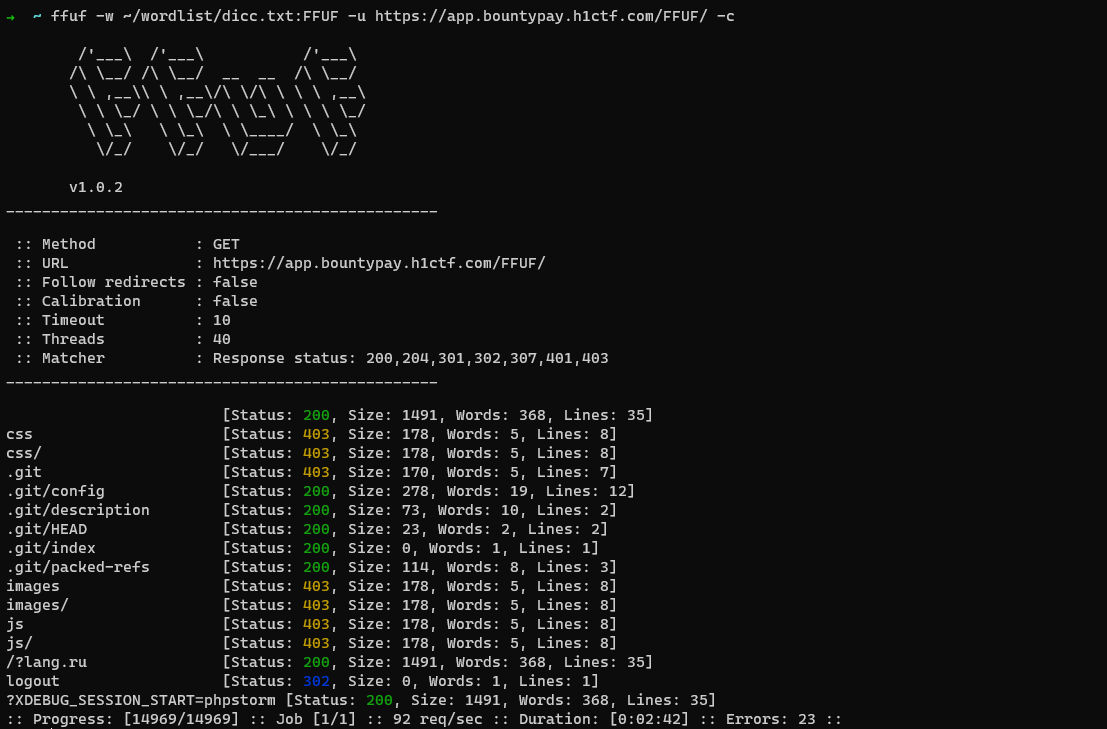 → ~ ffuf -w ~/wordlist/dicc.txt:FFUF -u https://app.bountypay.h1ctf.com/FFUF/ -c
        /'___\  /'___\           /'___\
       /\ \__/ /\ \__/  __  __  /\ \__/
       \ \ ,__\\ \ ,__\/\ \/\ \ \ \ ,__\
        \ \ \_/ \ \ \_/\ \ \_\ \ \ \ \_/
         \ \_\   \ \_\  \ \____/  \ \_\
          \/_/    \/_/   \/___/    \/_/
v1.0.2
________________________________________________
:: Method : GET
:: URL : https://app.bountypay.h1ctf.com/FFUF/
:: Follow redirects : false
:: Calibration : false
:: Timeout : 10
:: Threads : 40
:: Matcher : Response status: 200,204,301,302,307,401,403
________________________________________________
[Status: 200, Size: 1491, Words: 368, Lines: 35]
css [Status: 403, Size: 178, Words: 5, Lines: 8]
css/ [Status: 403, Size: 178, Words: 5, Lines: 8]
.git [Status: 403, Size: 170, Words: 5, Lines: 7]
.git/config [Status: 200, Size: 278, Words: 19, Lines: 12]
.git/description [Status: 200, Size: 73, Words: 10, Lines: 2]
.git/HEAD [Status: 200, Size: 23, Words: 2, Lines: 2]
.git/index [Status: 200, Size: 0, Words: 1, Lines: 1]
.git/packed-refs [Status: 200, Size: 114, Words: 8, Lines: 3]
images [Status: 403, Size: 178, Words: 5, Lines: 8]
images/ [Status: 403, Size: 178, Words: 5, Lines: 8]
js [Status: 403, Size: 178, Words: 5, Lines: 8]
js/ [Status: 403, Size: 178, Words: 5, Lines: 8]
/?lang.ru [Status: 200, Size: 1491, Words: 368, Lines: 35]
logout [Status: 302, Size: 0, Words: 1, Lines: 1]
?XDEBUG_SESSION_START=phpstorm [Status: 200, Size: 1491, Words: 368, Lines: 35]
:: Progress: [14969/14969] :: Job [1/1] :: 92 req/sec :: Duration: [0:02:42] :: Errors: 23 ::